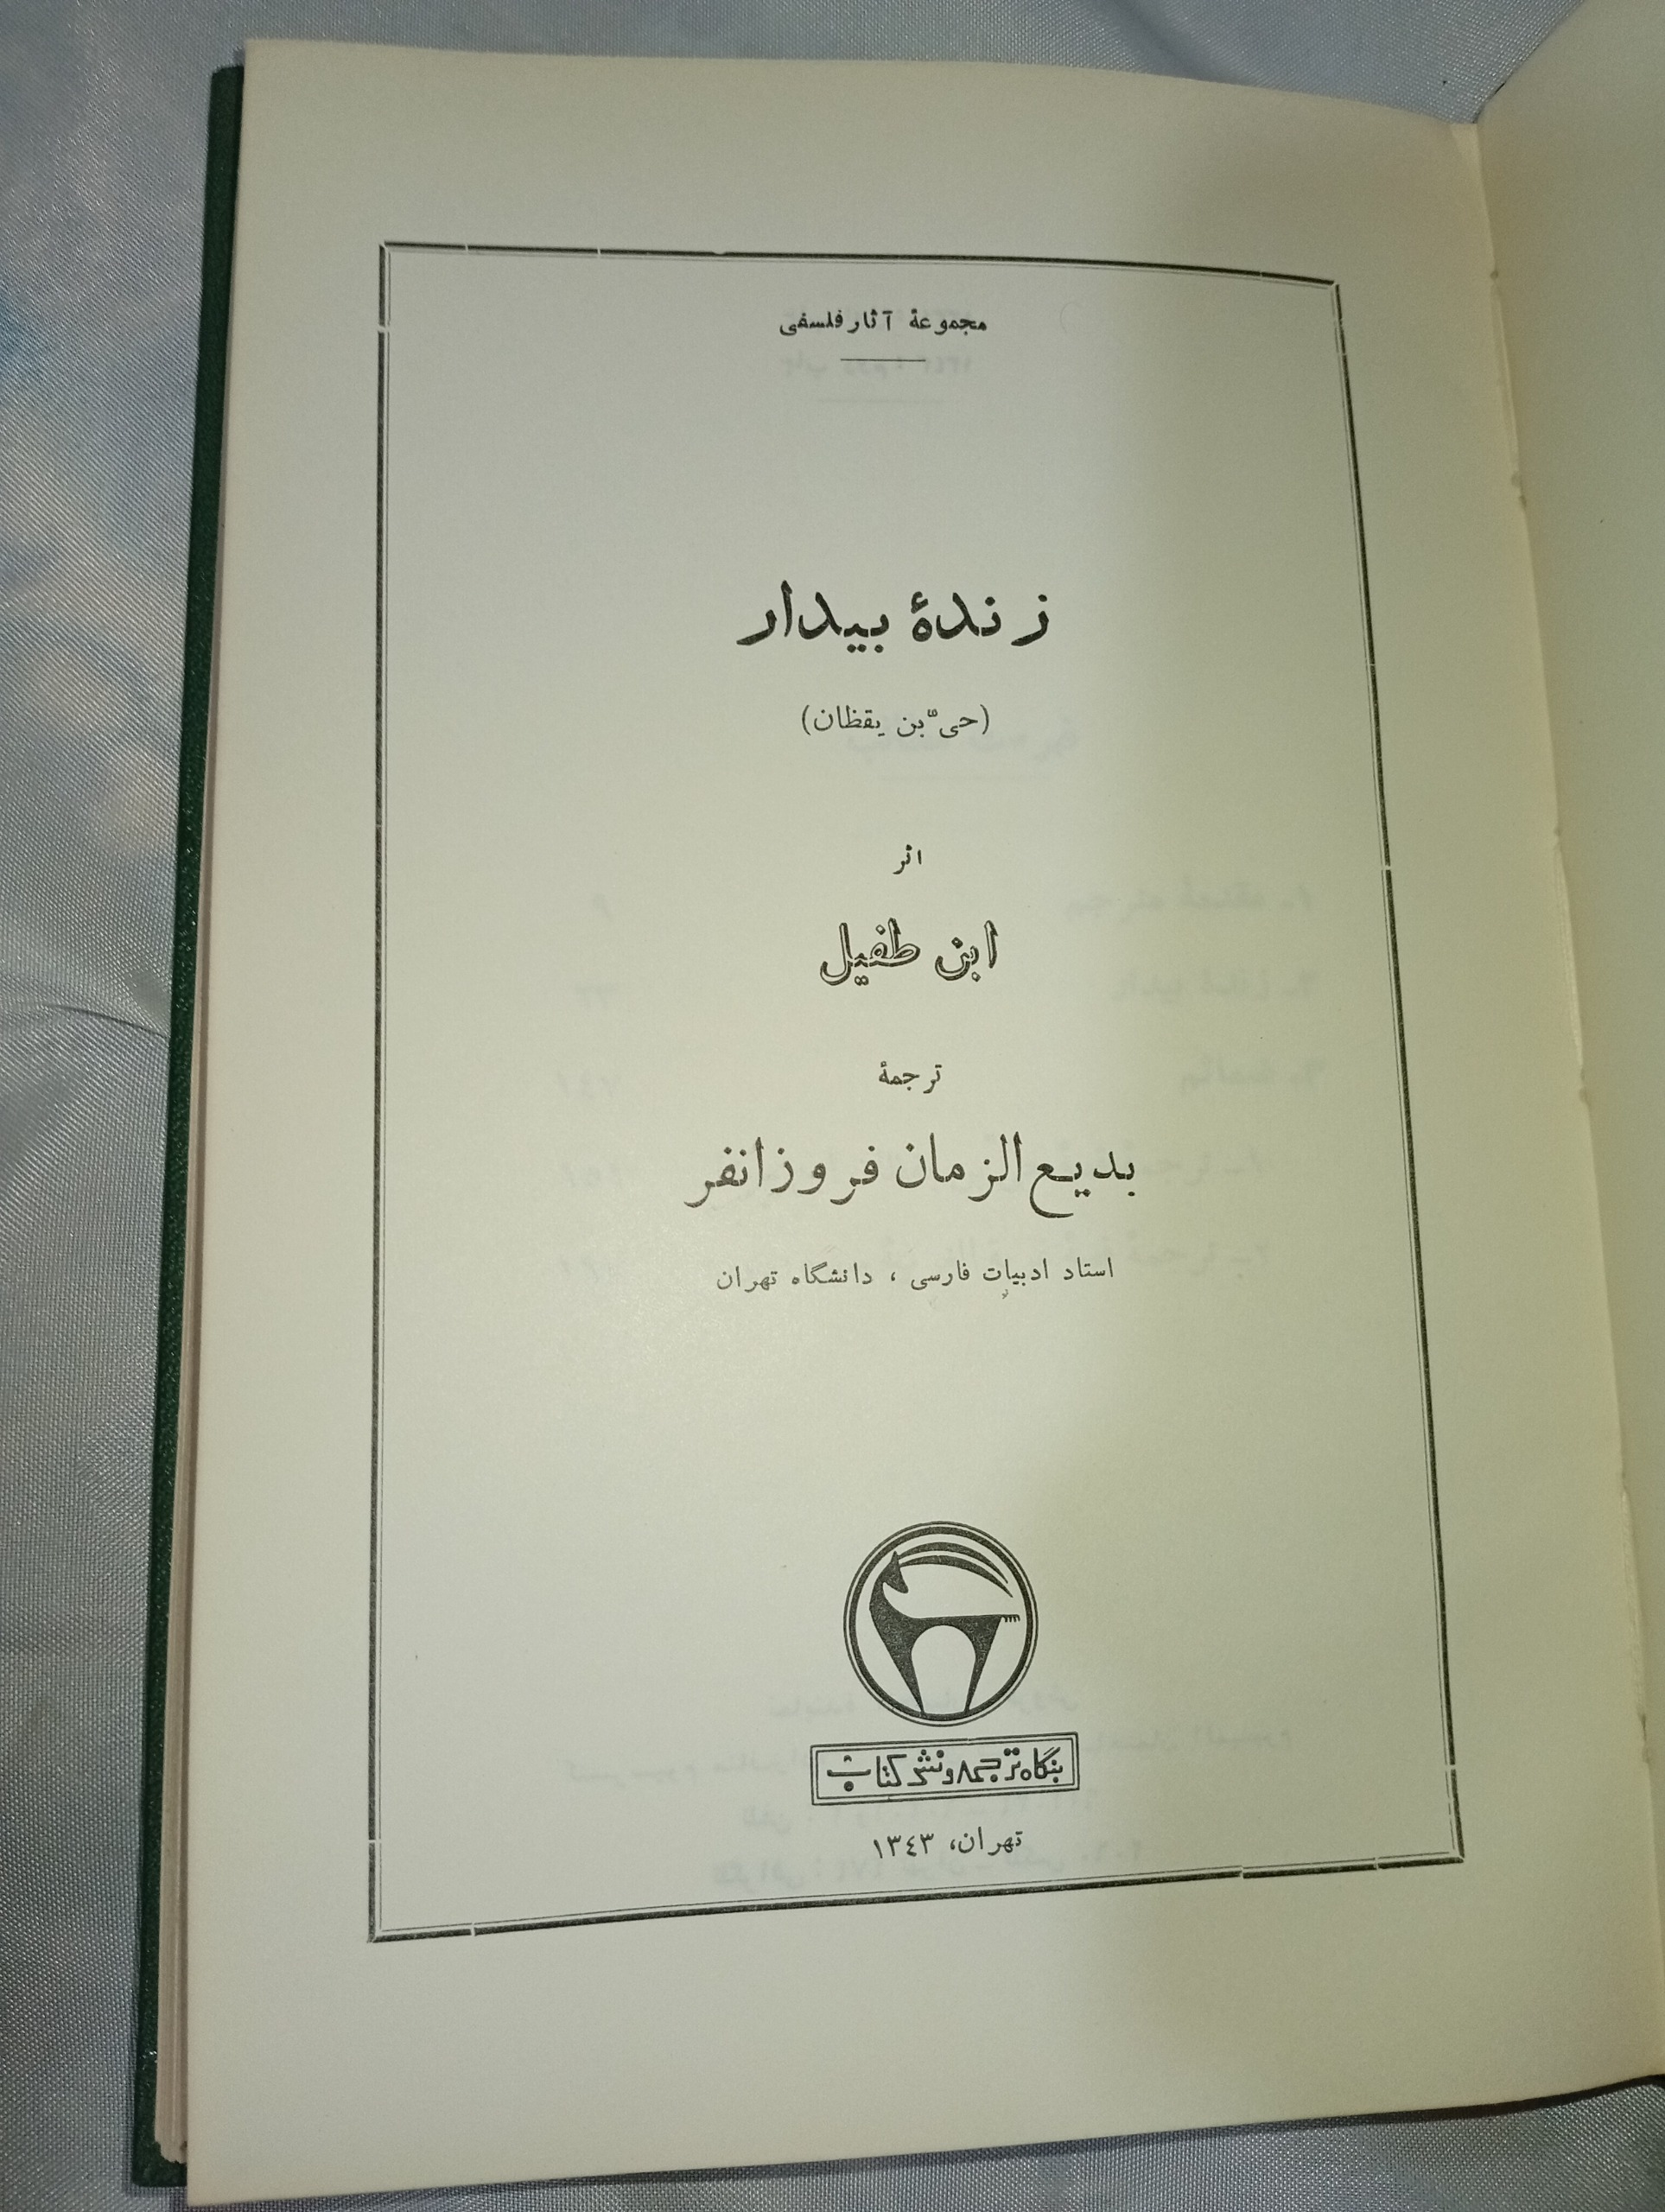 مجموعهٔ آثار فلسفی
زندهٔ بیدار
(حیّ بن یقظان)
اثر
ابن طفیل
ترجمهٔ
بدیع الزمان فروزانفر
استاد ادبیات فارسی ، دانشگاه تهران
بنگاه ترجمه و نشر کتاب
تهران، ۱۳٤۳